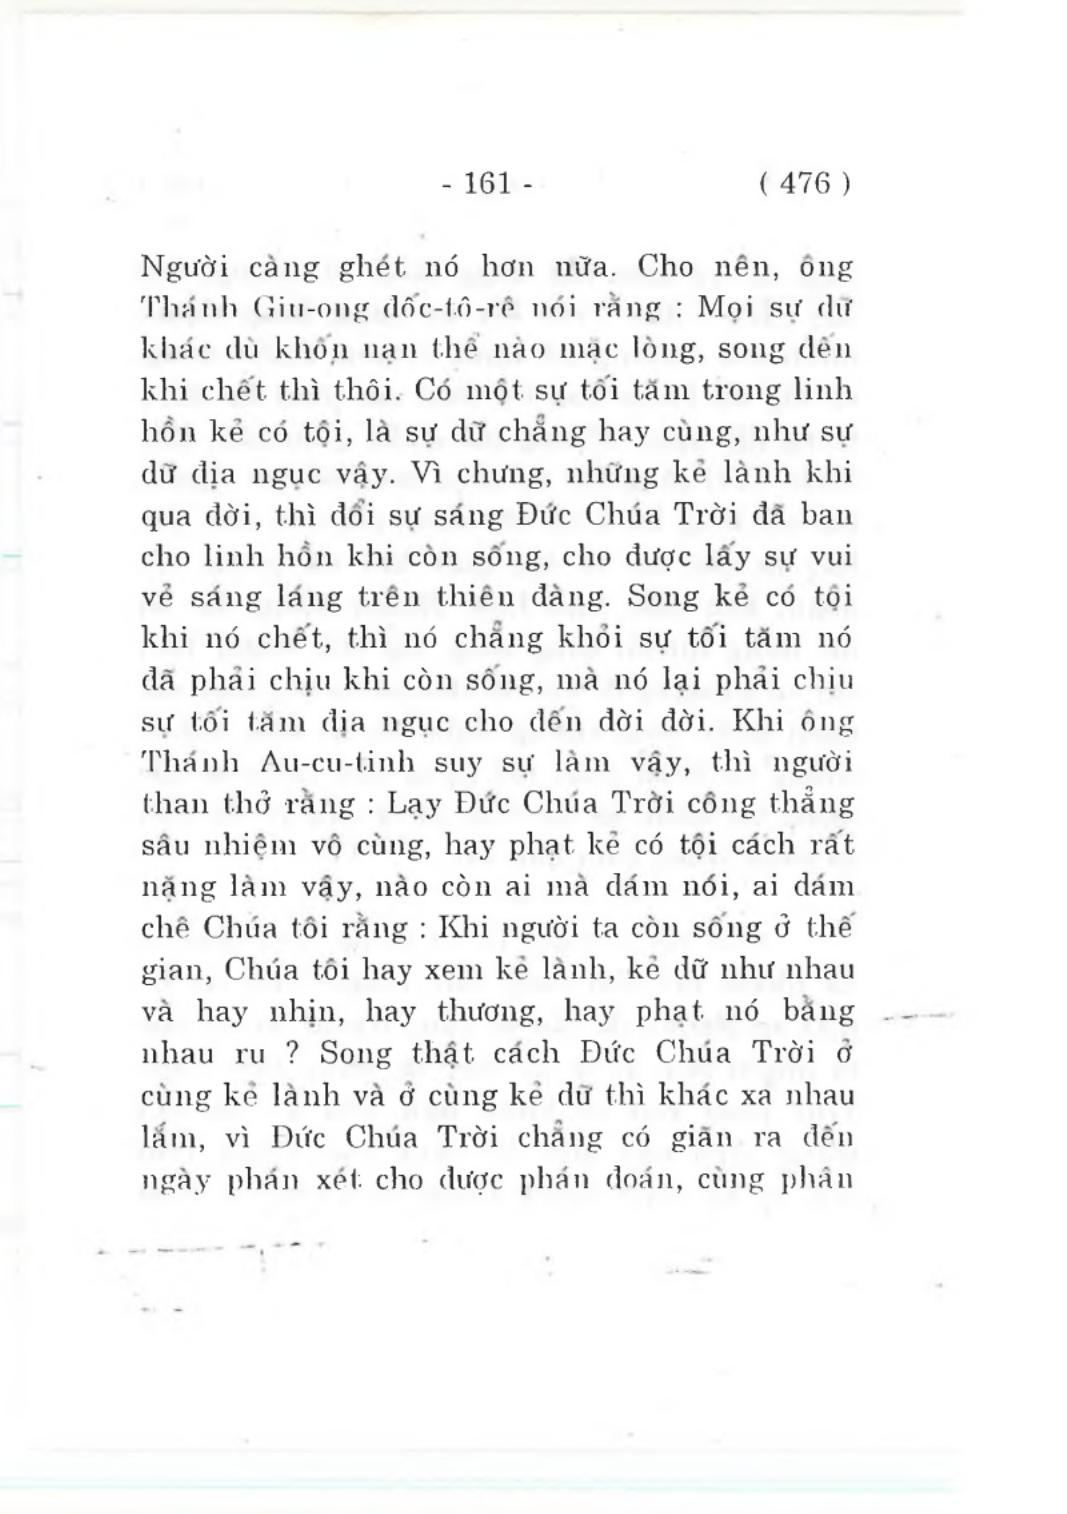 - 161 - ( 476 )
Người càng ghét nó hơn nữa. Cho nên, ông
Thánh Giu-ong dốc-tô-rê nói rằng : Mọi sự dữ
khác dù khốn nạn thể nào mặc lòng, song đến
khi chết thì thôi. Có một sự tối tăm trong linh
hồn kẻ có tội, là sự dữ chẳng hay cùng, như sự
dữ địa ngục vậy. Vì chưng, những kẻ lành khi
qua đời, thì đổi sự sáng Đức Chúa Trời đã ban
cho linh hồn khi còn sống, cho được lấy sự vui
vẻ sáng láng trên thiên đàng. Song kẻ có tội
khi nó chết, thì nó chẳng khỏi sự tối tăm nó
đã phải chịu khi còn sống, mà nó lại phải chịu
sự tối tăm địa ngục cho đến đời đời. Khi ông
Thánh Au-cu-tinh suy sự làm vậy, thì người
than thở rằng : Lạy Đức Chúa Trời công thẳng
sâu nhiệm vô cùng, hay phạt kẻ có tội cách rất
nặng làm vậy, nào còn ai mà dám nói, ai dám
chê Chúa tôi rằng : Khi người ta còn sống ở thế
gian, Chúa tôi hay xem kẻ lành, kẻ dữ như nhau
và hay nhịn, hay thương, hay phạt nó bằng
nhau ru ? Song thật cách Đức Chúa Trời ở
cùng kẻ lành và ở cùng kẻ dữ thì khác xa nhau
lắm, vì Đức Chúa Trời chẳng có giãn ra đến
ngày phán xét cho được phán đoán, cùng phân